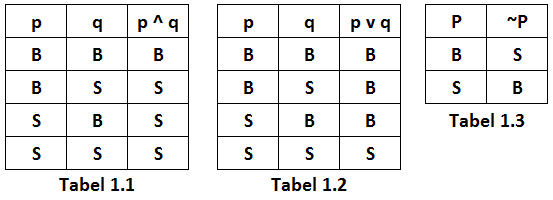 p q p ^ q
B B B
B S S
S B S
S S S
Tabel 1.1
p q p v q
B B B
B S B
S B B
S S S
Tabel 1.2
P ~P
B S
S B
Tabel 1.3